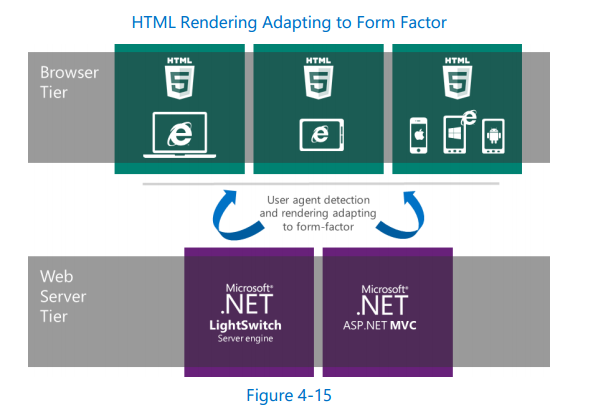 HTML Rendering Adapting to Form Factor
Browser
Tier
HTML
5
HTML
5
HTML
5
User agent detection
and rendering adapting
to form-factor
Web
Server
Tier
Microsoft®
.NET
LightSwitch
Server engine
Microsoft®
.NET
ASP.NET MVC
Figure 4-15